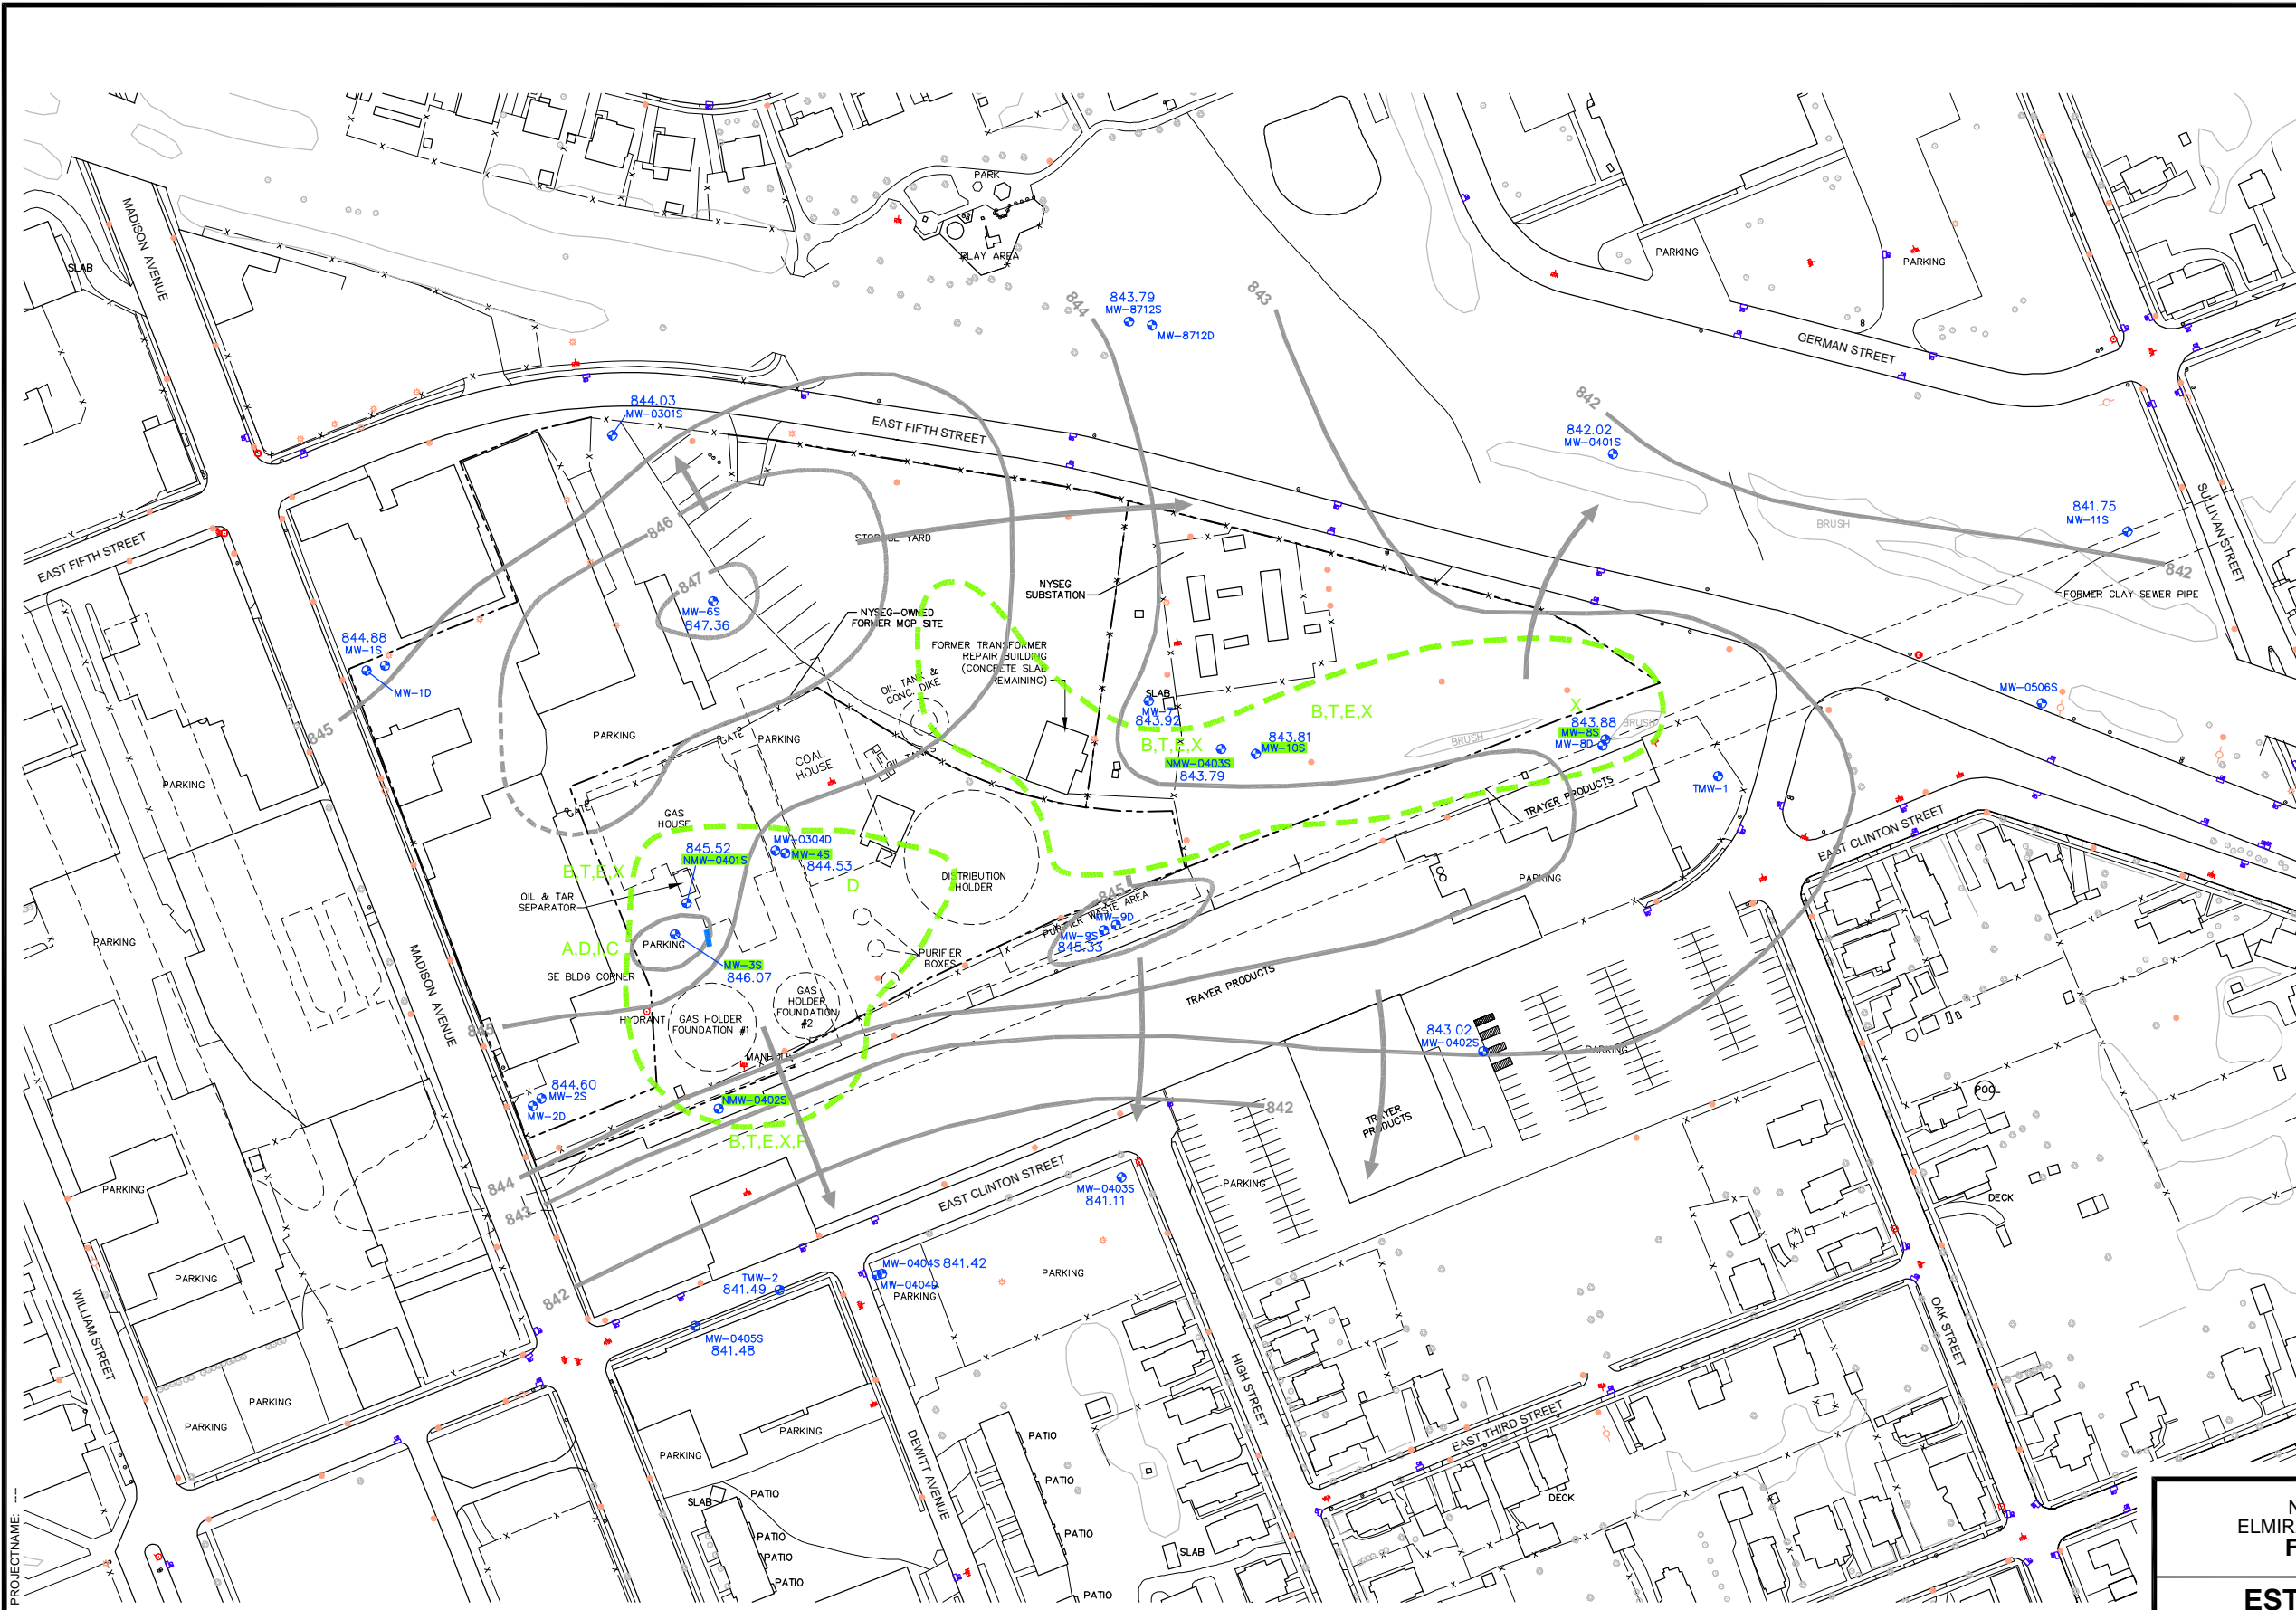 PARK
PLAY AREA
MADISON AVENUE
SLAB
PARKING
PARKING
GERMAN STREET
844
843.79
MW-8712S
MW-8712D
843
842
842.02
MW-0401S
844.03
MW-0301S
EAST FIFTH STREET
841.75
MW-11S
SULLIVAN STREET
BRUSH
842
FORMER CLAY SEWER PIPE
EAST FIFTH STREET
846
STORAGE YARD
847
MW-6S
847.36
NYSEG
SUBSTATION
NYSEG-OWNED
FORMER MGP SITE
FORMER TRANSFORMER
REPAIR BUILDING
(CONCRETE SLAB
REMAINING)
844.88
MW-1S
MW-1D
845
OIL TANK &
CONC. DIKE
SLAB
MW-7
843.92
B,T,E,X
B,T,E,X
NMW-0403S
843.79
843.81
MW-10S
X
843.88
MW-8S
MW-8D
BRUSH
BRUSH
MW-0506S
TMW-1
PARKING
GATE
PARKING
COAL
HOUSE
OIL TANKS
GATE
GAS
HOUSE
PARKING
TRAYER PRODUCTS
EAST CLINTON STREET
845.52
NMW-0401S
MW-0304D
MW-4S
844.53
D
B,T,E,X
OIL & TAR
SEPARATOR
DISTRIBUTION
HOLDER
PARKING
845
PURIFIER WASTE AREA
MW-9D
MW-9S
845.33
A,D,I,C
PARKING
MW-3S
846.07
PURIFIER
BOXES
PARKING
SE BLDG CORNER
TRAYER PRODUCTS
HYDRANT
GAS HOLDER
FOUNDATION #1
GAS
HOLDER
FOUNDATION
#2
MANHOLE
845
MADISON AVENUE
843.02
MW-0402S
PARKING
POOL
844.60
MW-2S
MW-2D
NMW-0402S
B,T,E,X,F
842
TRAYER
PRODUCTS
844
843
842
EAST CLINTON STREET
MW-0403S
841.11
PARKING
DECK
PARKING
PARKING
WILLIAM STREET
MW-0404S 841.42
MW-0404D
PARKING
PARKING
TMW-2
841.49
MW-0405S
841.48
OAK STREET
HIGH STREET
PARKING
PARKING
PARKING
PARKING
DEWITT AVENUE
EAST THIRD STREET
DECK
SLAB
PATIO
PATIO
PATIO
PATIO
PATIO
PATIO
PATIO
SLAB
PROJECTNAME: ---
N
ELMIR
F
EST